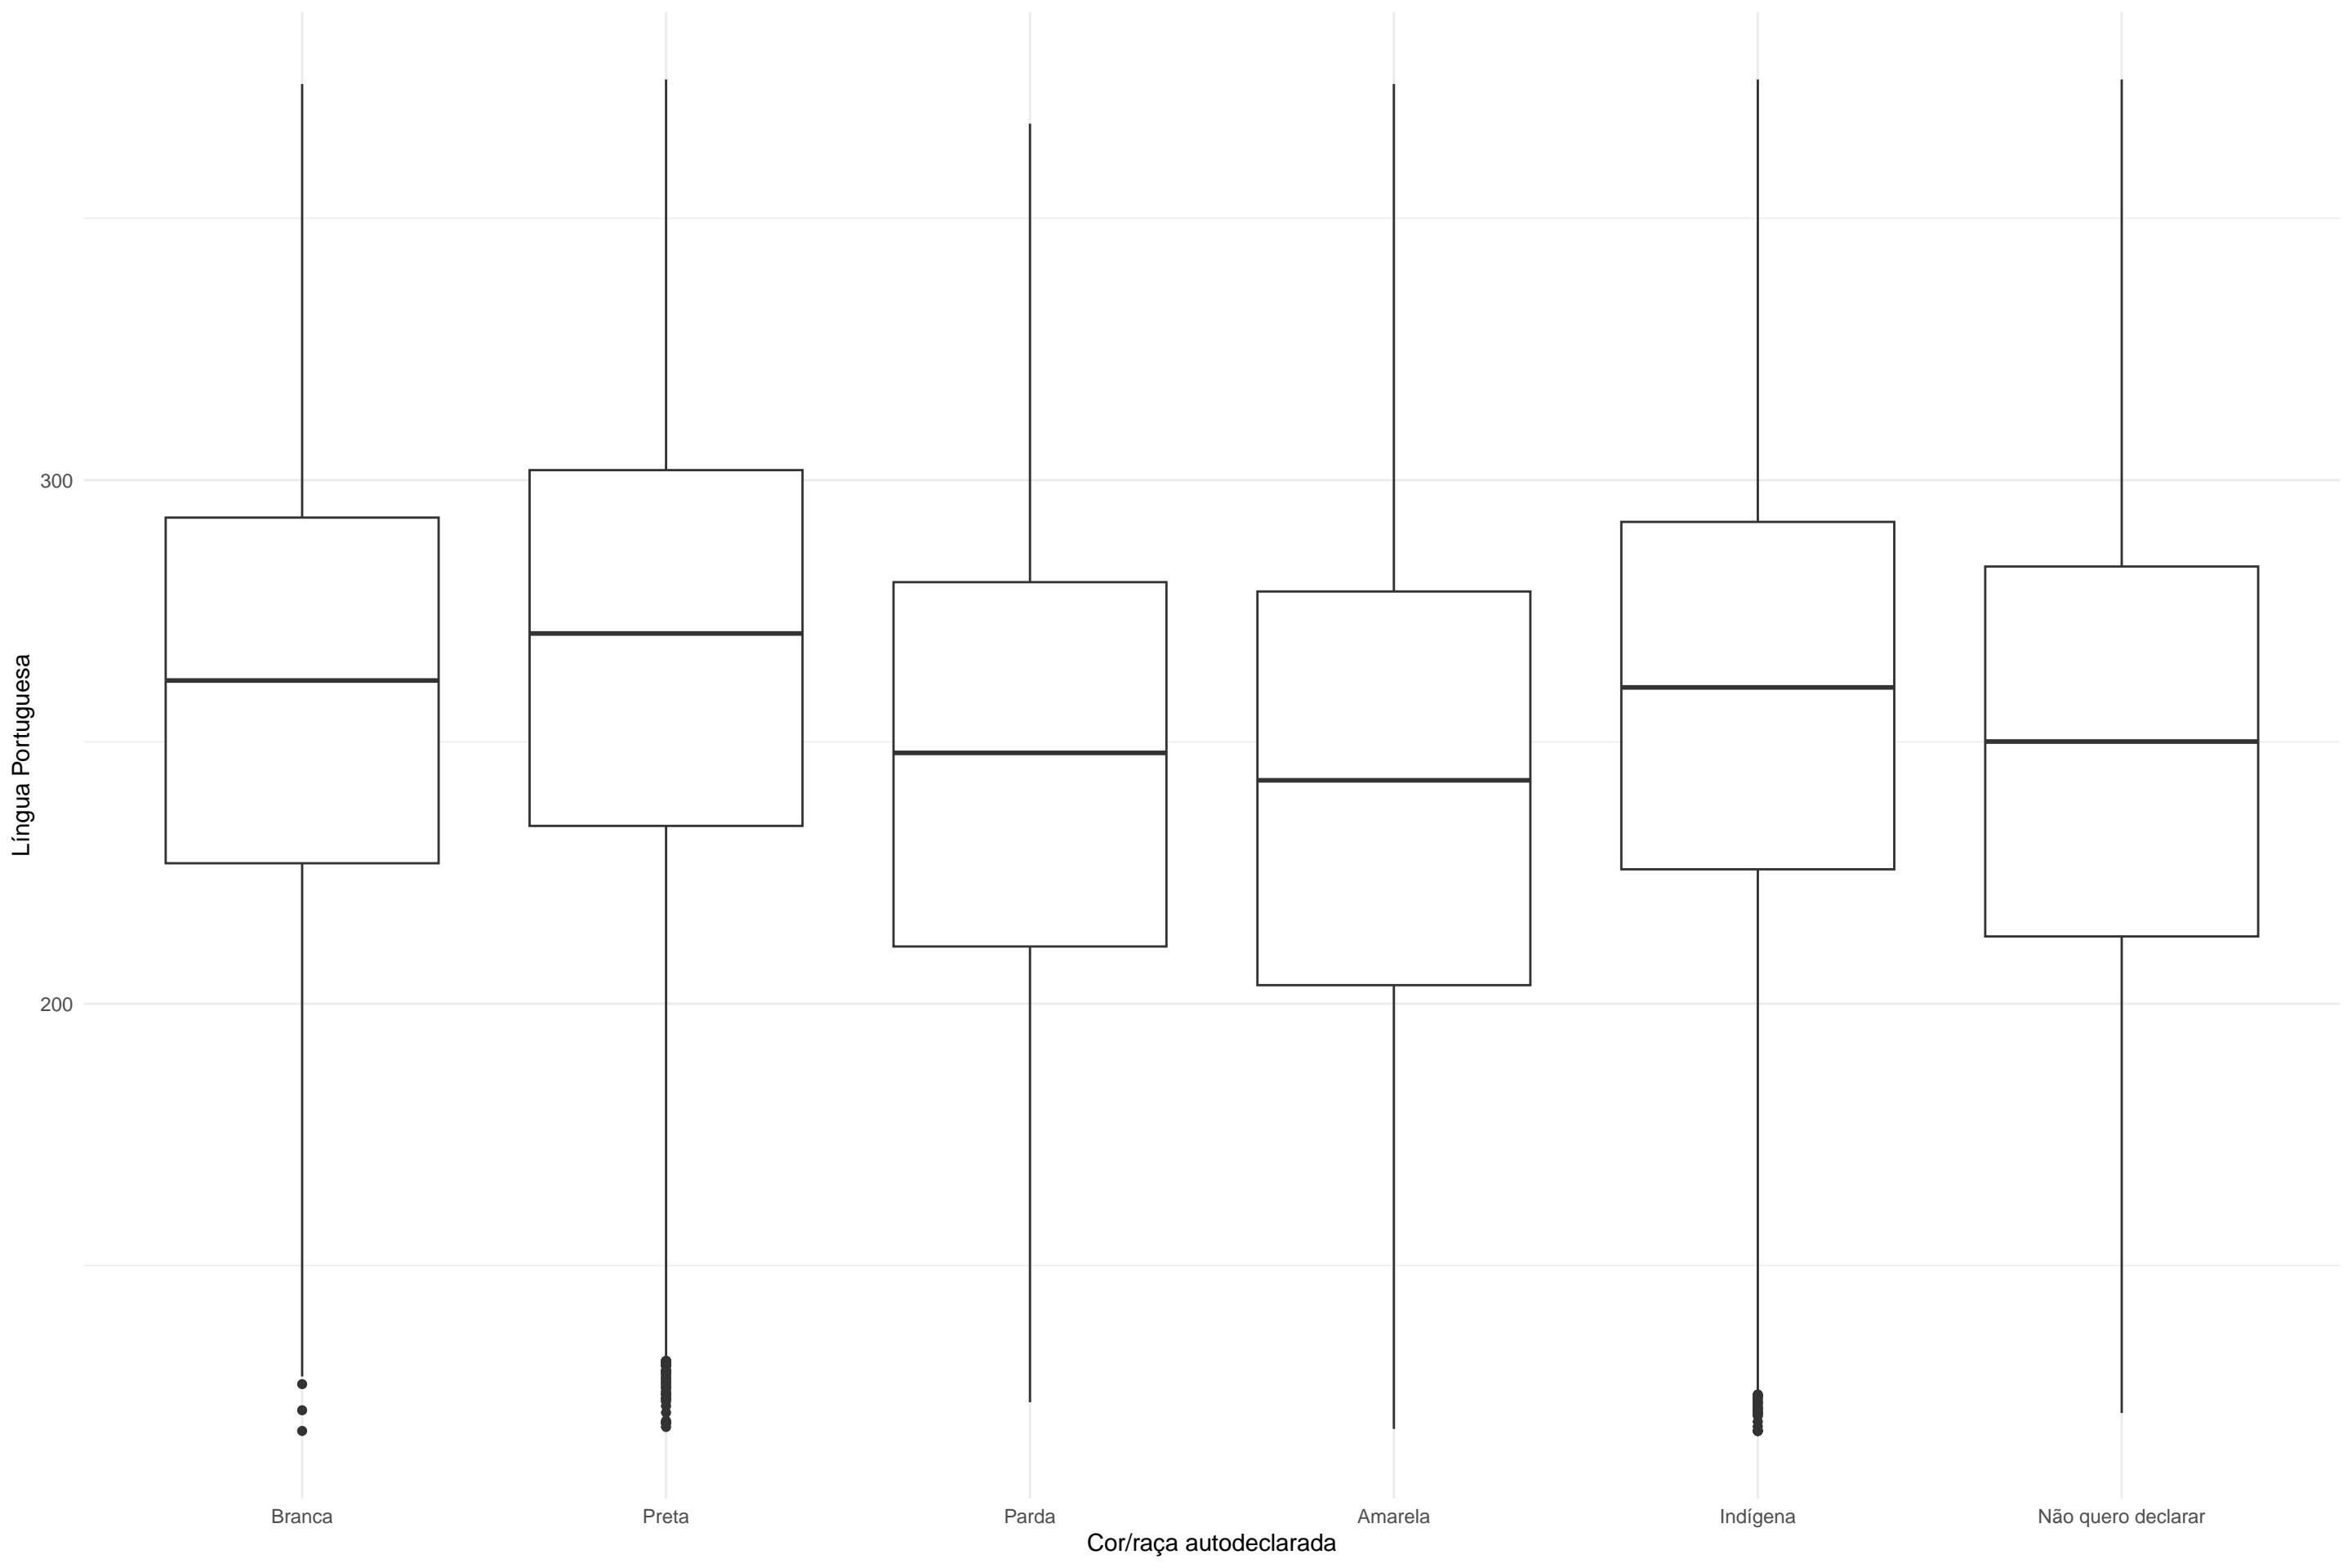 Língua Portuguesa
300
200
Branca
Preta
Parda
Amarela
Indígena
Não quero declarar
Cor/raça autodeclarada